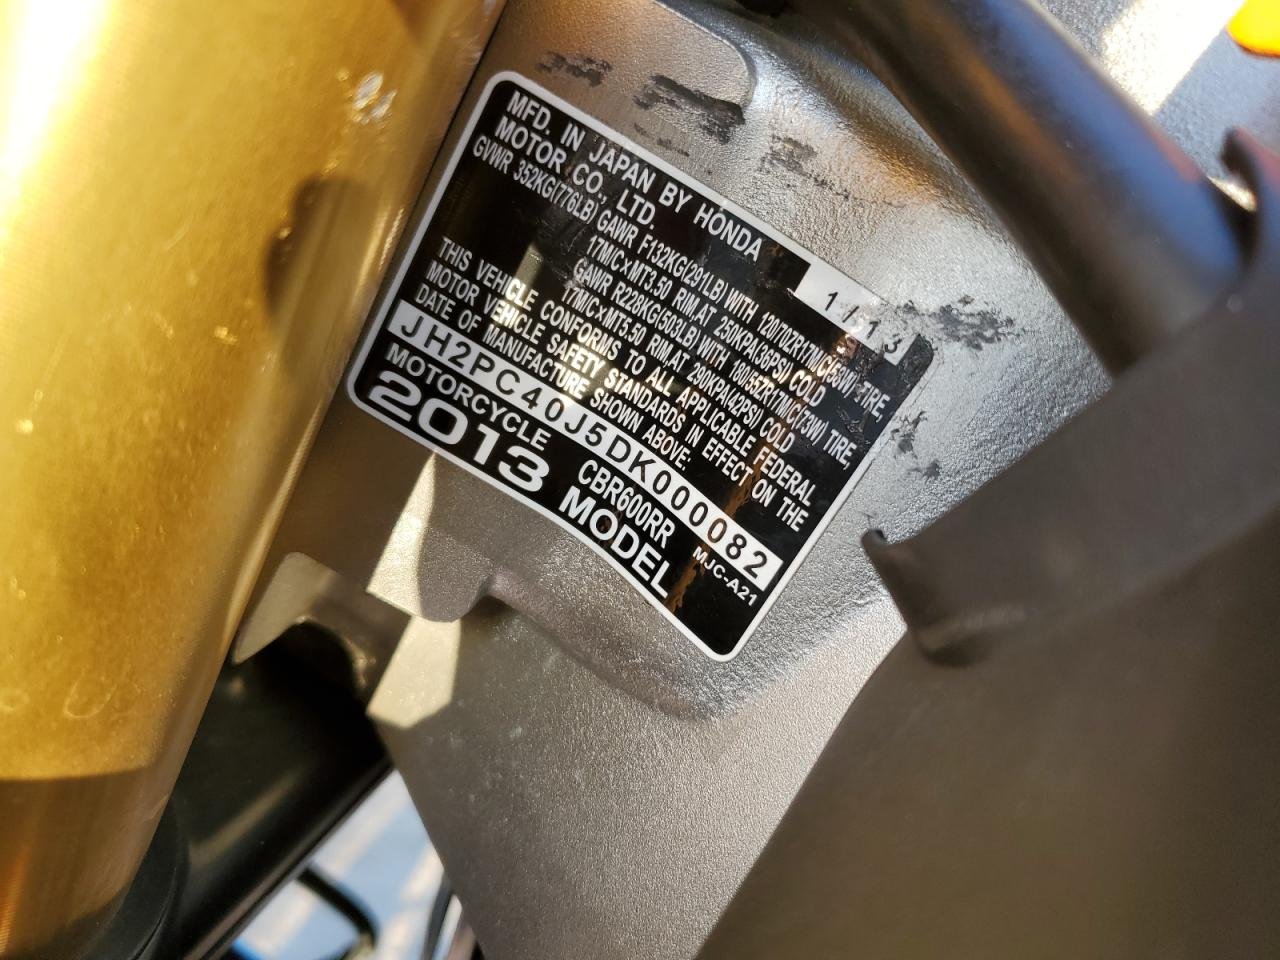 MFD. IN JAPAN BY HONDA
MOTOR CO., LTD. 1 /13
GVWR 352KG(776LB) GAWR F132KG(291LB) WITH 120/70ZR17M/C(58W) TIRE,
17M/C×MT3.50 RIM,AT 250KPA(36PSI) COLD
GAWR R228KG(503LB) WITH 180/55ZR17M/C(73W) TIRE,
17M/C×MT5.50 RIM,AT 290KPA(42PSI) COLD
THIS VEHICLE CONFORMS TO ALL APPLICABLE FEDERAL
MOTOR VEHICLE SAFETY STANDARDS IN EFFECT ON THE
DATE OF MANUFACTURE SHOWN ABOVE.
JH2PC40J5DK000082
MOTORCYCLE CBR600RR MJC-A21
2013 MODEL